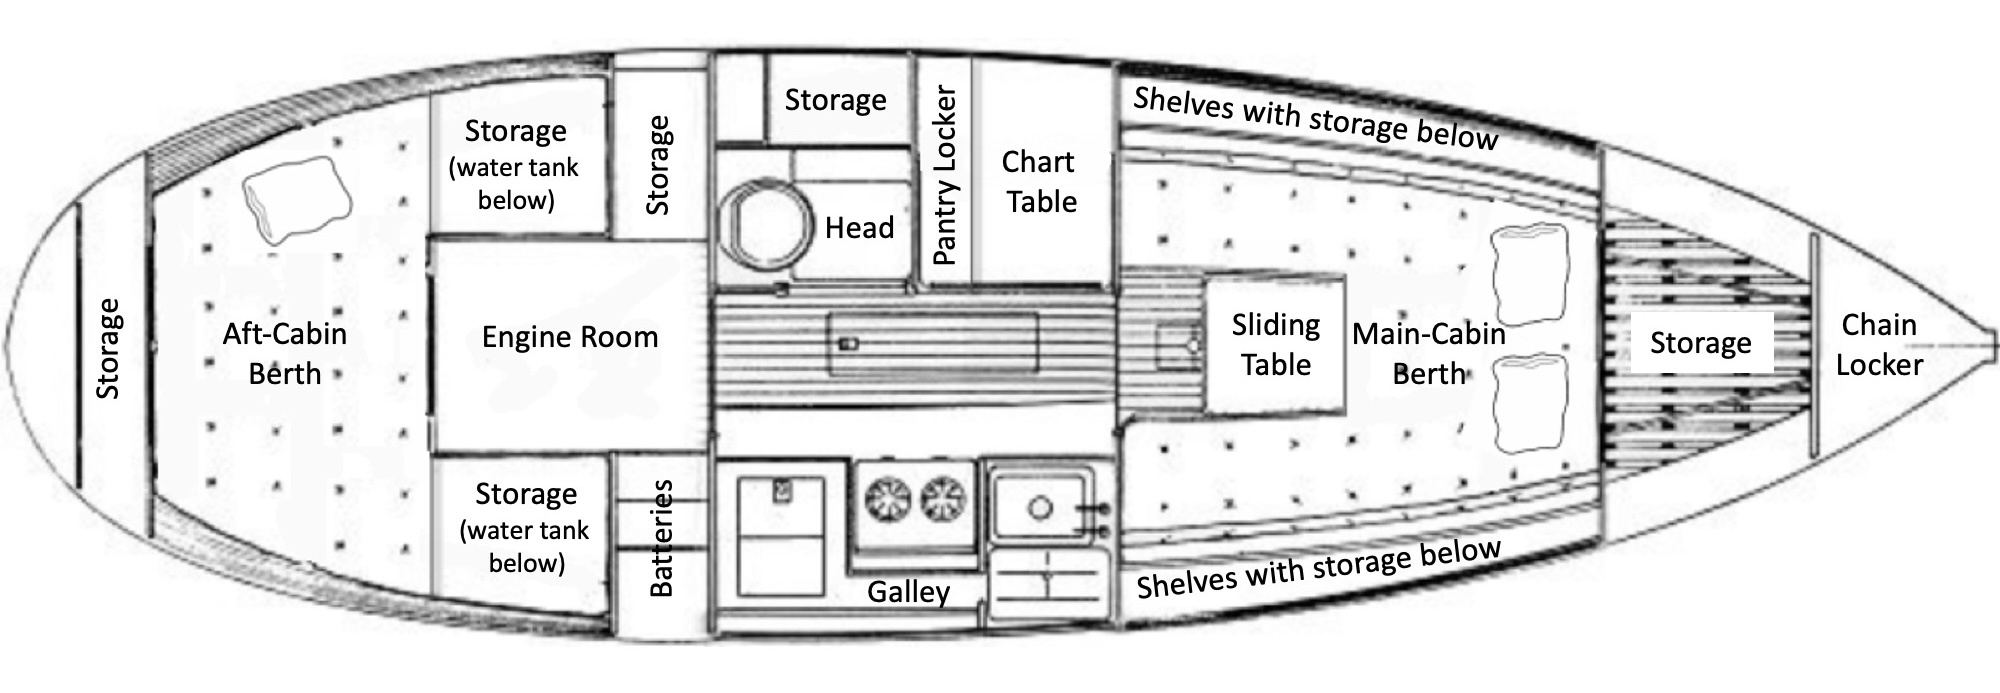 Storage
Aft-Cabin
Berth
Storage
(water tank
below)
Storage
Engine Room
Storage
(water tank
below)
Batteries
Storage
Head
Pantry Locker
Chart
Table
Galley
Shelves with storage below
Sliding
Table
Main-Cabin
Berth
Shelves with storage below
Storage
Chain
Locker